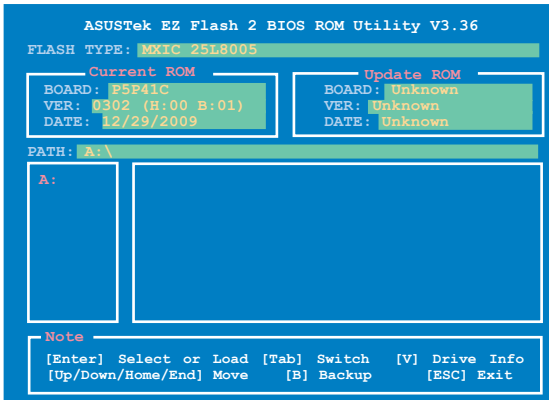 ASUSTek EZ Flash 2 BIOS ROM Utility V3.36
FLASH TYPE: MXIC 25L8005
Current ROM
BOARD: P5P41C
VER: 0302 (H:00 B:01)
DATE: 12/29/2009
Update ROM
BOARD: Unknown
VER: Unknown
DATE: Unknown
PATH: A:\
A:
Note
[Enter] Select or Load [Tab] Switch [V] Drive Info
[Up/Down/Home/End] Move [B] Backup [ESC] Exit